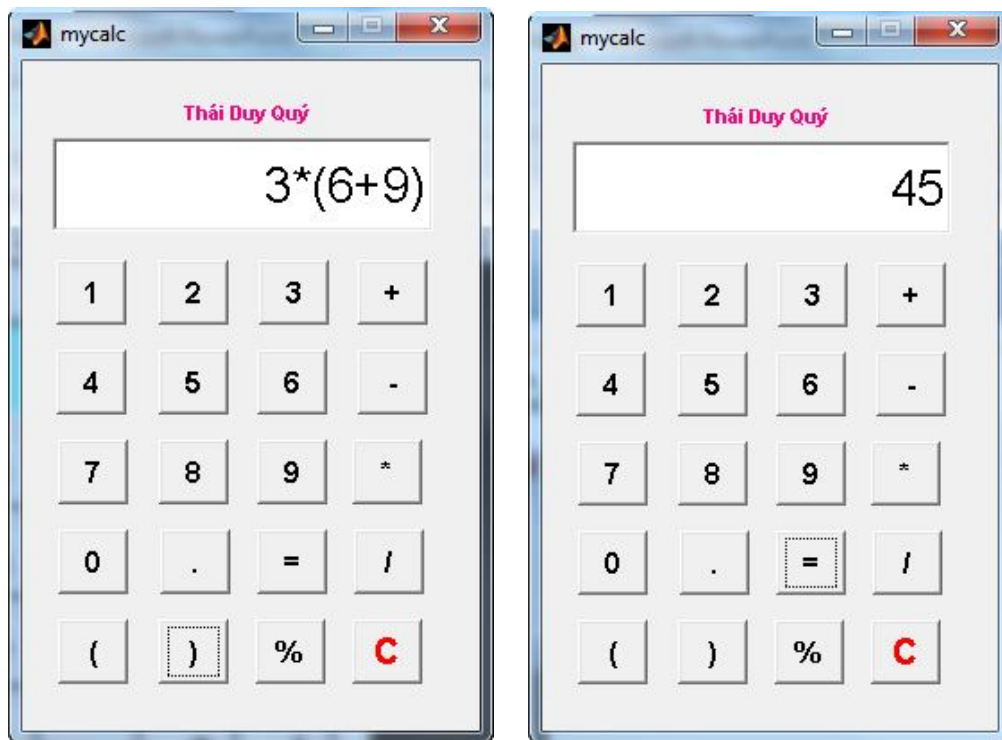 mycalc
Thái Duy Quý
3*(6+9)
1 2 3 +
4 5 6 -
7 8 9 *
0 . = /
( ) % C
mycalc
Thái Duy Quý
45
1 2 3 +
4 5 6 -
7 8 9 *
0 . = /
( ) % C